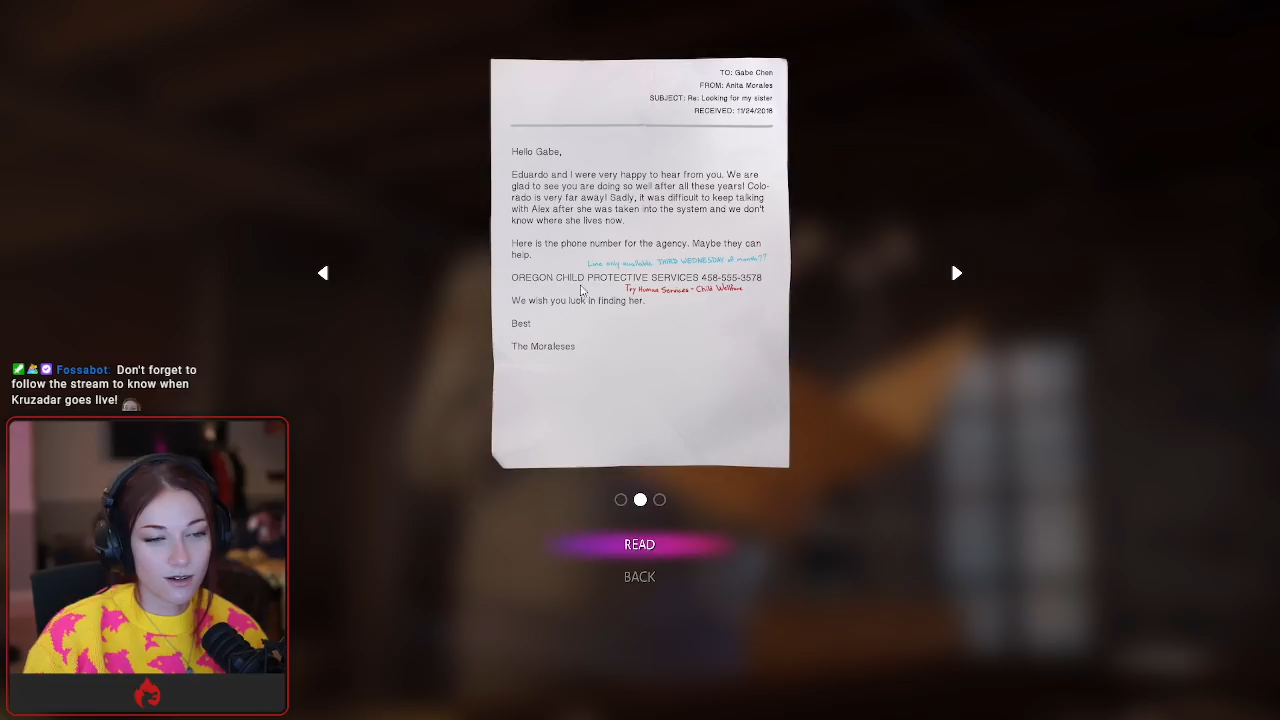 TO: Gabe Chen
FROM: Anita Morales
SUBJECT: Re: Looking for my sister
RECEIVED: 11/24/2018
Hello Gabe,
Eduardo and I were very happy to hear from you. We are
glad to see you are doing so well after all these years! Colo-
rado is very far away! Sadly, it was difficult to keep talking
with Alex after she was taken into the system and we don't
know where she lives now.
Here is the phone number for the agency. Maybe they can
help.
Line only available THIRD WEDNESDAY of month??
OREGON CHILD PROTECTIVE SERVICES 458-555-3578
Try Human Services - Child Welfare
We wish you luck in finding her.
Best
The Moraleses
READ
BACK
Fossabot: Don't forget to
follow the stream to know when
Kruzadar goes live!